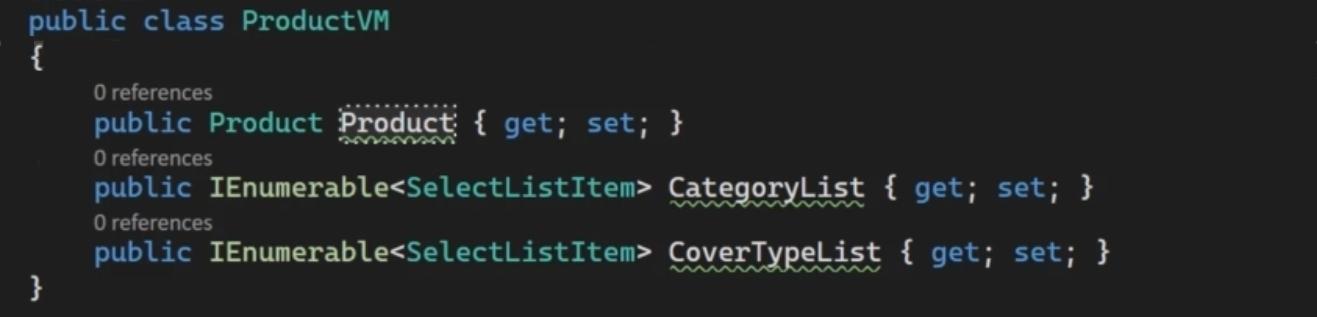 public class ProductVM
{
0 references
public Product Product { get; set; }
0 references
public IEnumerable<SelectListItem> CategoryList { get; set; }
0 references
public IEnumerable<SelectListItem> CoverTypeList { get; set; }
}